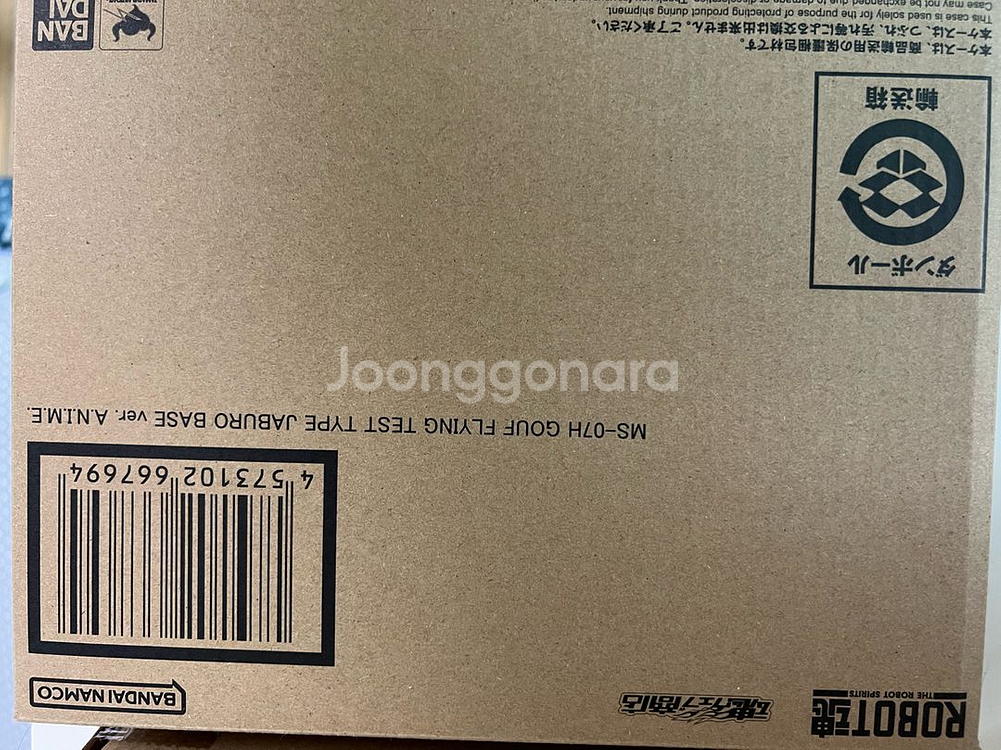 ROBOT魂
THE ROBOT SPIRITS
魂ウェブ商店
BANDAI NAMCO
4 573102 667694
MS-07H GOUF FLYING TEST TYPE JABURO BASE ver. A.N.I.M.E.
Joonggonara
ダンボール
輸送箱
本ケースは、商品輸送用の保護梱包材です。
本ケースは、つぶれ、汚れ等による交換は出来ません。ご了承ください。
This case is used solely for the purpose of protecting product during shipment.
Case may not be exchanged due to damage or discoloration. Thank you
BAN
DAI